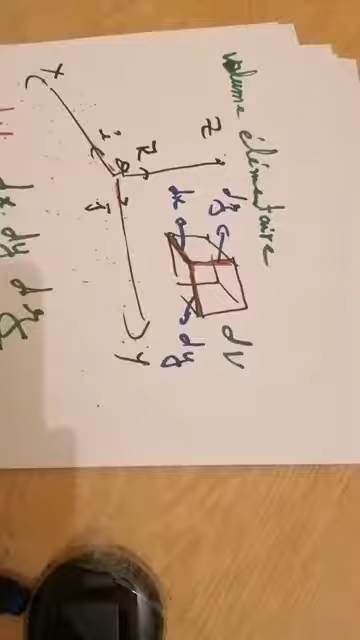 volume élémentaire
z
dz
dx
dV
k
O
i
j
x
y
dy
dx dy dz